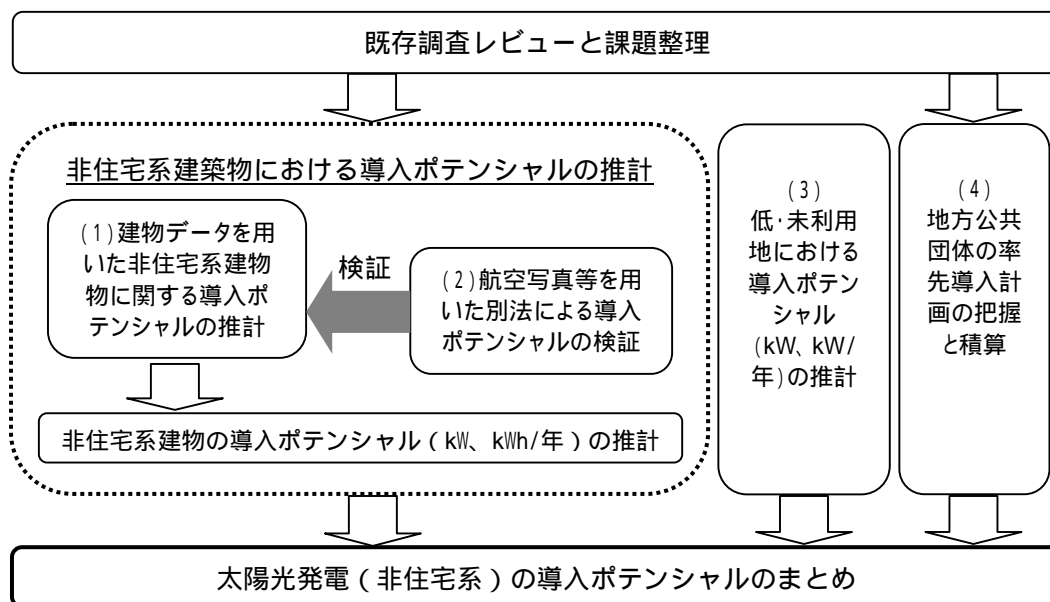 既存調査レビューと課題整理
非住宅系建築物における導入ポテンシャルの推計
(1)建物データを用
いた非住宅系建物
物に関する導入ポ
テンシャルの推計
検証
(2)航空写真等を用
いた別法による導入
ポテンシャルの検証
非住宅系建物の導入ポテンシャル(kW、kWh/年)の推計
(3)
低・未利用
地における
導入ポテン
シャル
(kW、kW/
年)の推計
(4)
地方公共
団体の率
先導入計
画の把握
と積算
太陽光発電(非住宅系)の導入ポテンシャルのまとめ